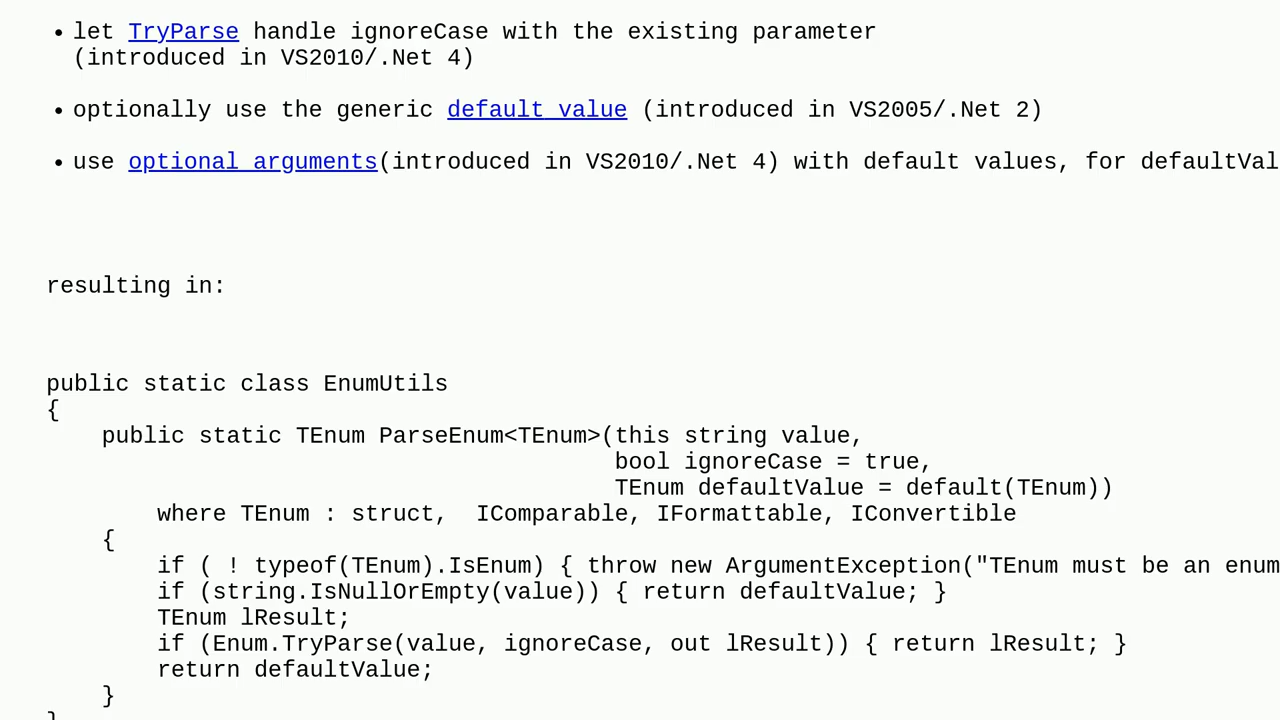 • let TryParse handle ignoreCase with the existing parameter
(introduced in VS2010/.Net 4)
• optionally use the generic default value (introduced in VS2005/.Net 2)
• use optional arguments(introduced in VS2010/.Net 4) with default values, for defaultVal
resulting in:
public static class EnumUtils
{
    public static TEnum ParseEnum<TEnum>(this string value,
                                         bool ignoreCase = true,
                                         TEnum defaultValue = default(TEnum))
        where TEnum : struct,  IComparable, IFormattable, IConvertible
    {
        if ( ! typeof(TEnum).IsEnum) { throw new ArgumentException("TEnum must be an enum
        if (string.IsNullOrEmpty(value)) { return defaultValue; }
        TEnum lResult;
        if (Enum.TryParse(value, ignoreCase, out lResult)) { return lResult; }
        return defaultValue;
    }
}